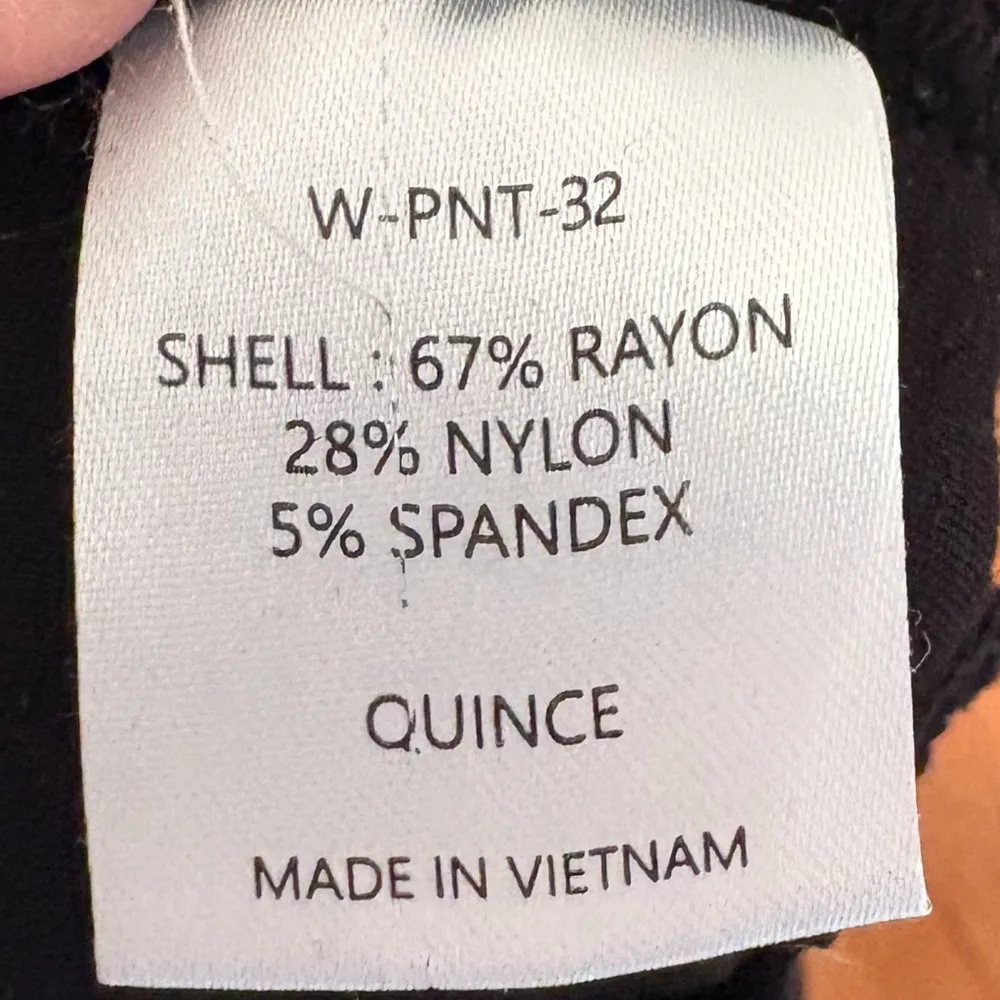 W-PNT-32
SHELL : 67% RAYON
28% NYLON
5% SPANDEX
QUINCE
MADE IN VIETNAM